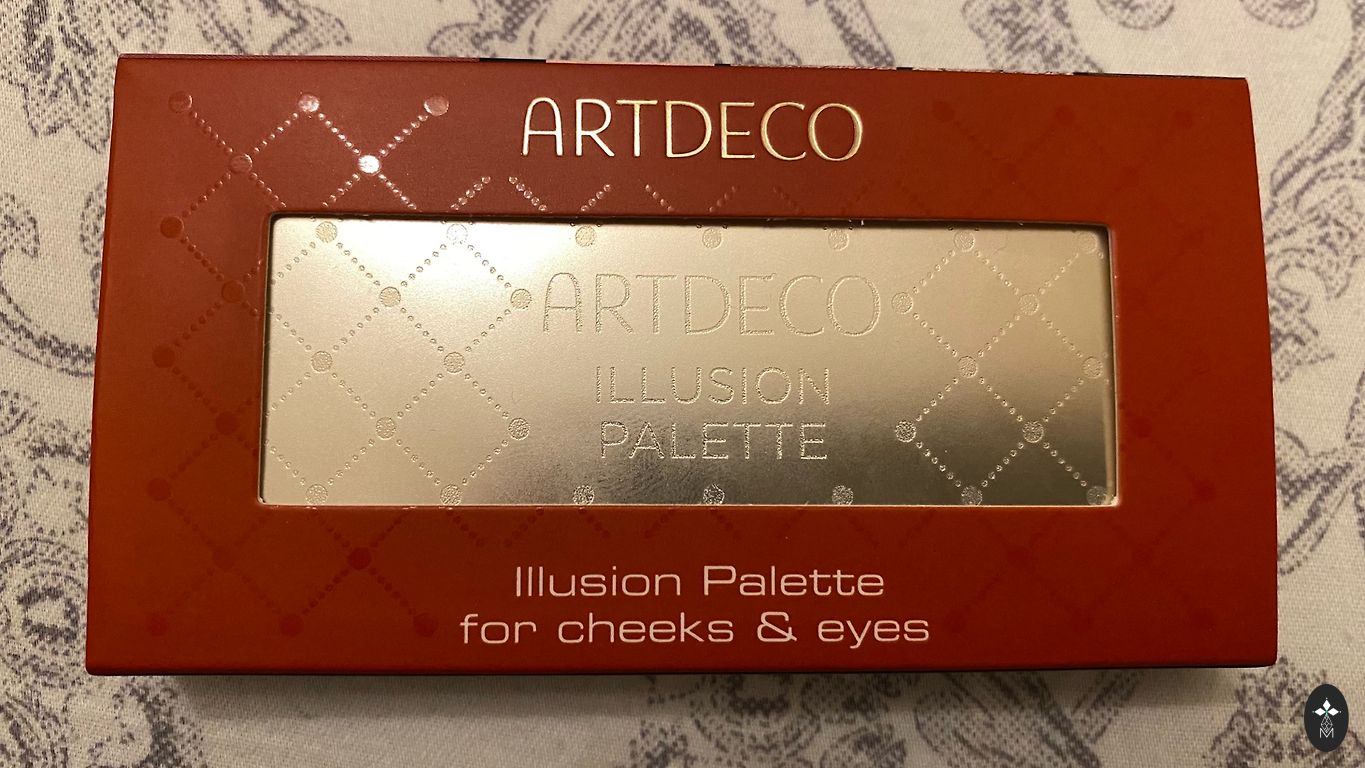 ARTDECO
ARTDECO
ILLUSION
PALETTE
Illusion Palette
for cheeks & eyes
M